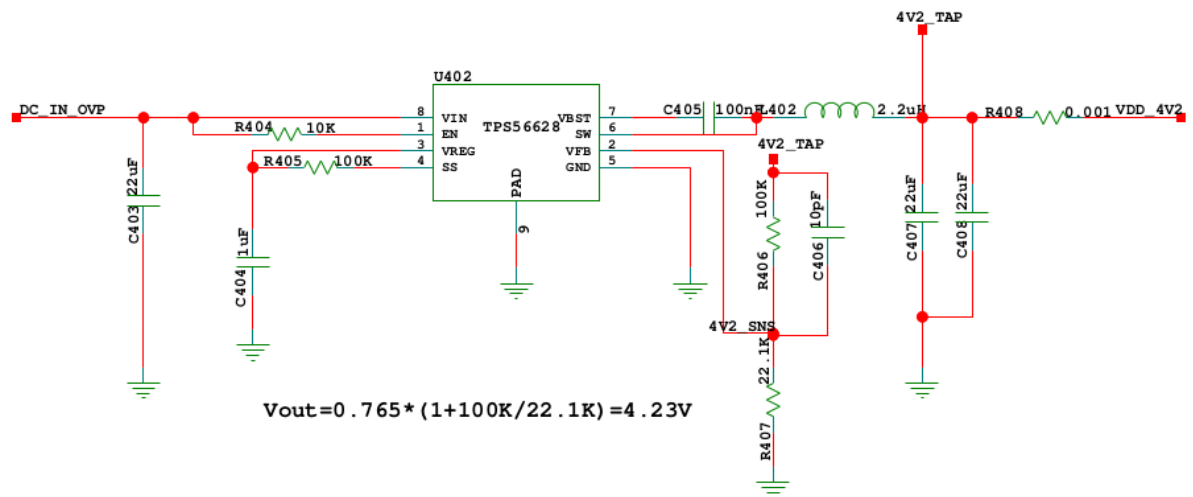 4V2_TAP
U402
DC_IN_OVP
8 VIN
VBST 7
C405 100nF
L402 2.2uH
R408 0.001 VDD_4V2
R404 10K
1 EN
TPS56628
SW 6
3 VREG
VFB 2
4V2_TAP
R405 100K
4 SS
GND 5
PAD
9
C403 22uF
C404 1uF
R406 100K
C406 10pF
C407 22uF
C408 22uF
4V2_SNS
R407 22.1K
Vout=0.765*(1+100K/22.1K)=4.23V